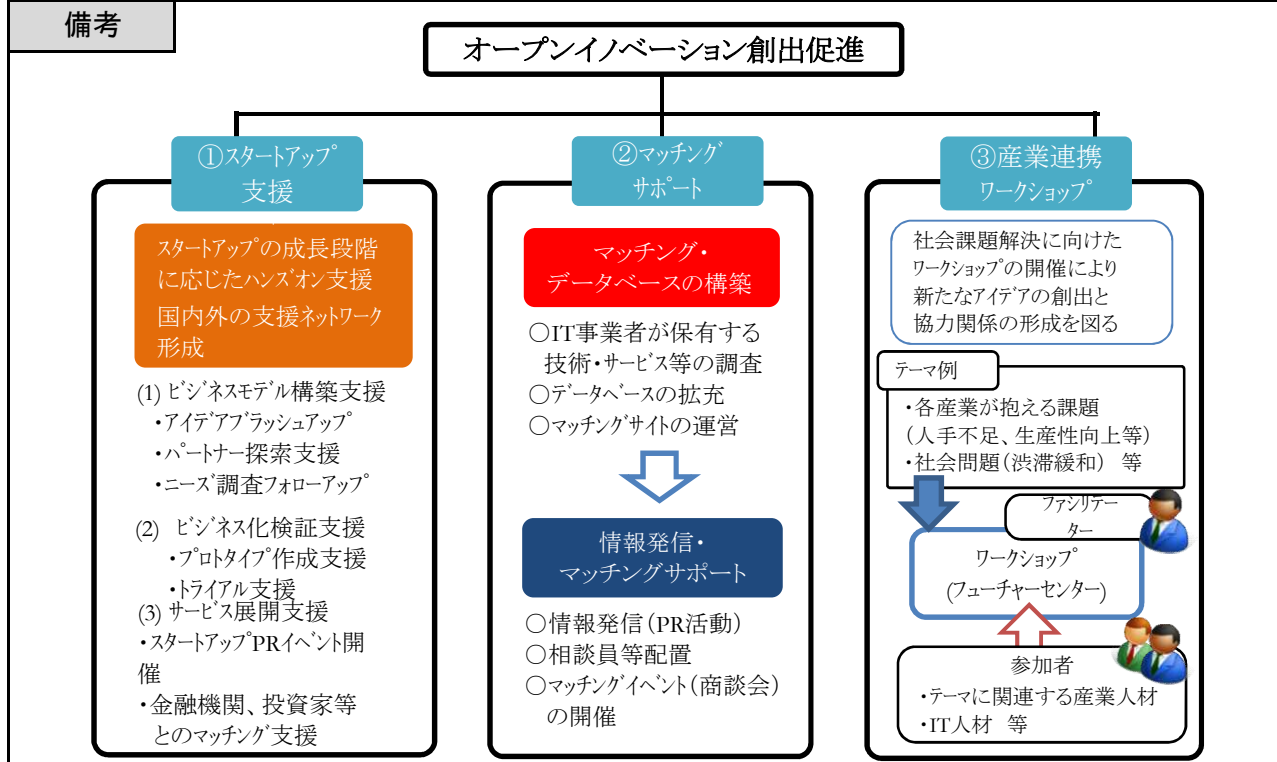 備考
オープンイノベーション創出促進
①スタートアップ
支援
スタートアップの成長段階
に応じたハンズオン支援
国内外の支援ネットワーク
形成
(1) ビジネスモデル構築支援
・アイデアブラッシュアップ
・パートナー探索支援
・ニーズ調査フォローアップ
(2) ビジネス化検証支援
・プロトタイプ作成支援
・トライアル支援
(3) サービス展開支援
・スタートアップPRイベント開
催
・金融機関、投資家等
とのマッチング支援
②マッチング
サポート
マッチング・
データベースの構築
○IT事業者が保有する
技術・サービス等の調査
○データベースの拡充
○マッチングサイトの運営
情報発信・
マッチングサポート
○情報発信(PR活動)
○相談員等配置
○マッチングイベント(商談会)
の開催
③産業連携
ワークショップ
社会課題解決に向けた
ワークショップの開催により
新たなアイデアの創出と
協力関係の形成を図る
テーマ例
・各産業が抱える課題
(人手不足、生産性向上等)
・社会問題(渋滞緩和) 等
ファシリテー
ター
ワークショップ
(フューチャーセンター)
参加者
・テーマに関連する産業人材
・IT人材 等